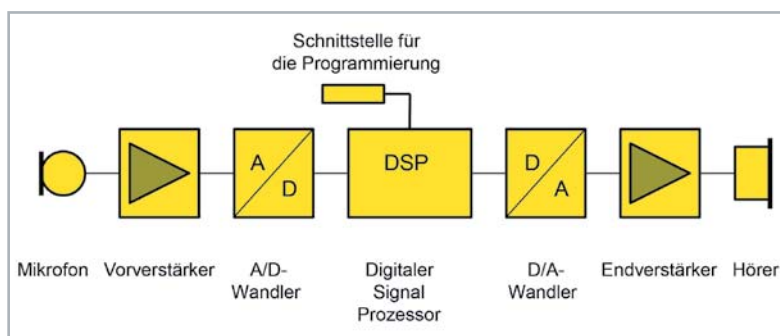 Schnittstelle für
die Programmierung
A
D
DSP
D
A
Mikrofon
Vorverstärker
A/D-
Wandler
Digitaler
Signal
Prozessor
D/A-
Wandler
Endverstärker
Hörer